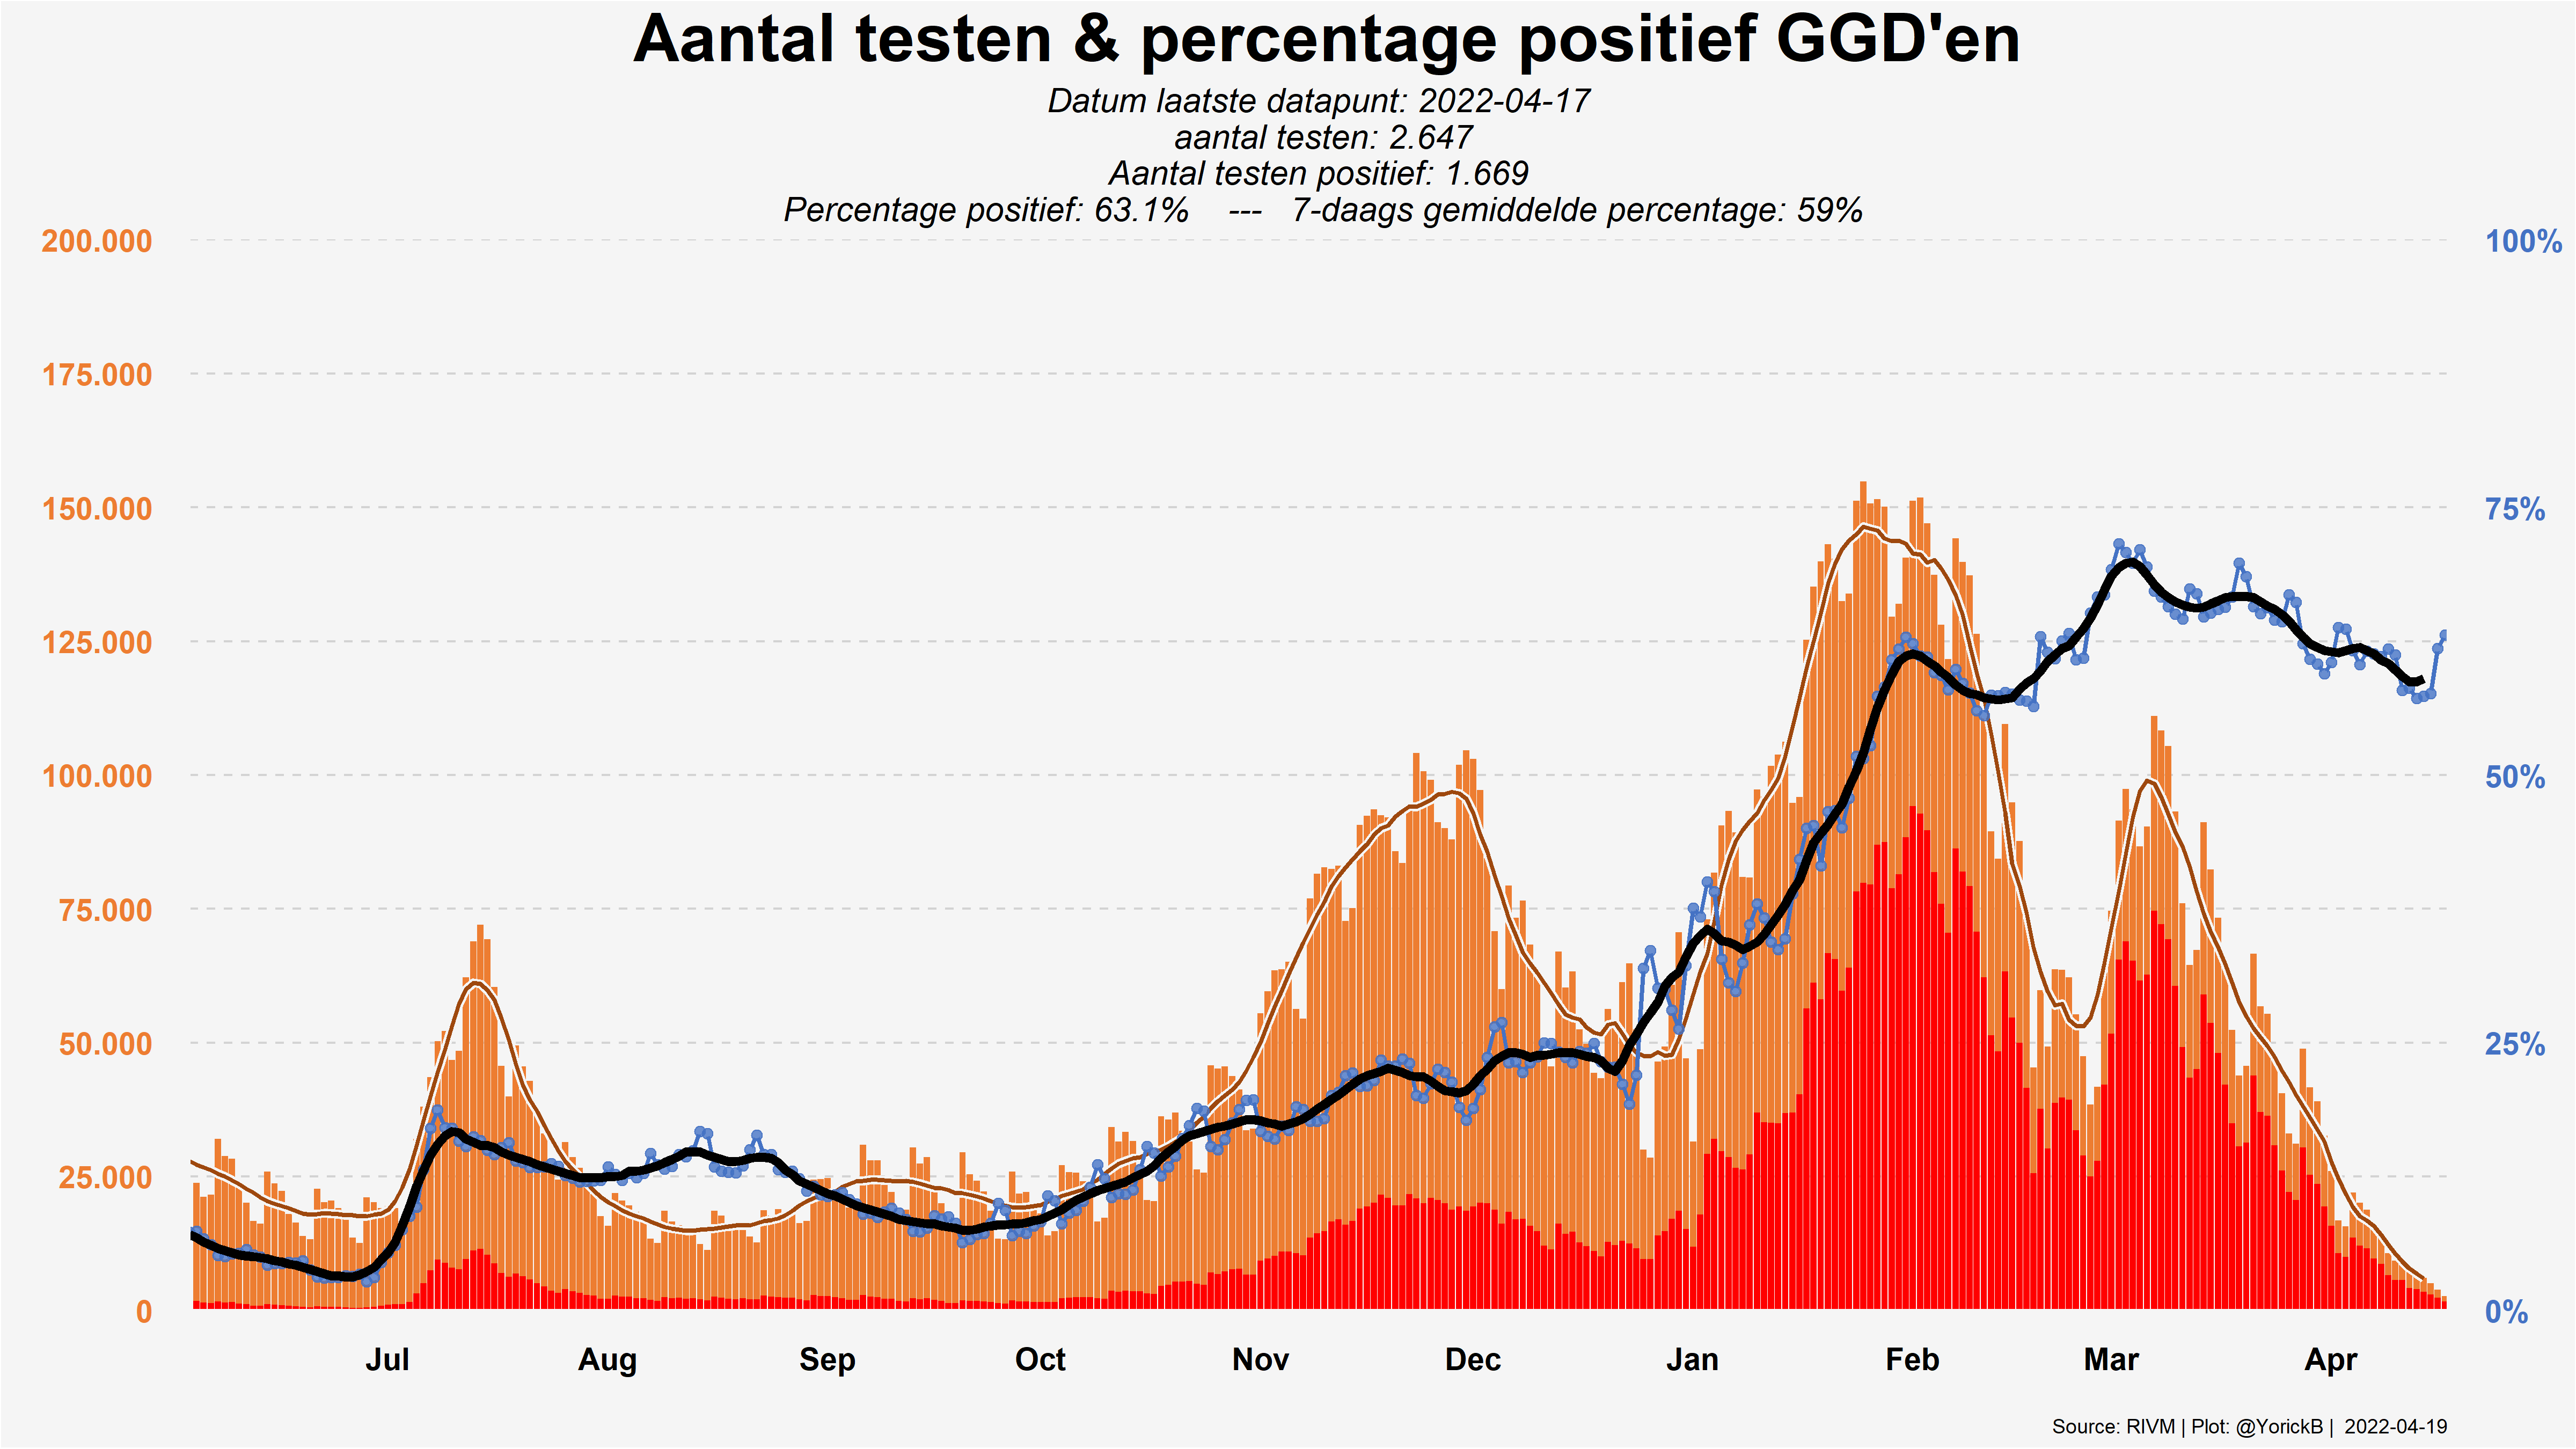 Aantal testen & percentage positief GGD'en
Datum laatste datapunt: 2022-04-17
aantal testen: 2.647
Aantal testen positief: 1.669
Percentage positief: 63.1% --- 7-daags gemiddelde percentage: 59%
200.000
175.000
150.000
125.000
100.000
75.000
50.000
25.000
0
100%
75%
50%
25%
0%
Jul Aug Sep Oct Nov Dec Jan Feb Mar Apr
Source: RIVM | Plot: @YorickB | 2022-04-19